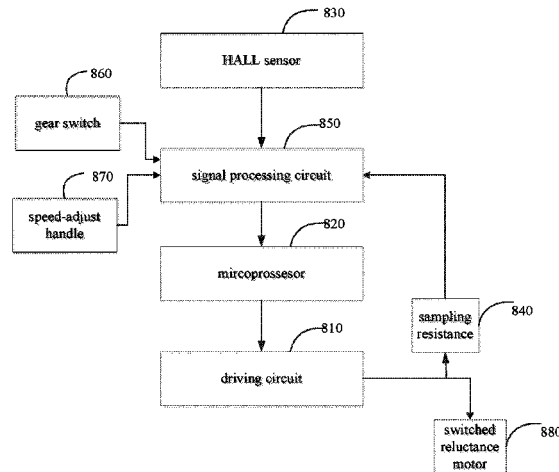 830
HALL sensor
860
gear switch
850
signal processing circuit
870
speed-adjust
handle
820
mircoprossesor
840
sampling
resistance
810
driving circuit
880
switched
reluctance
motor